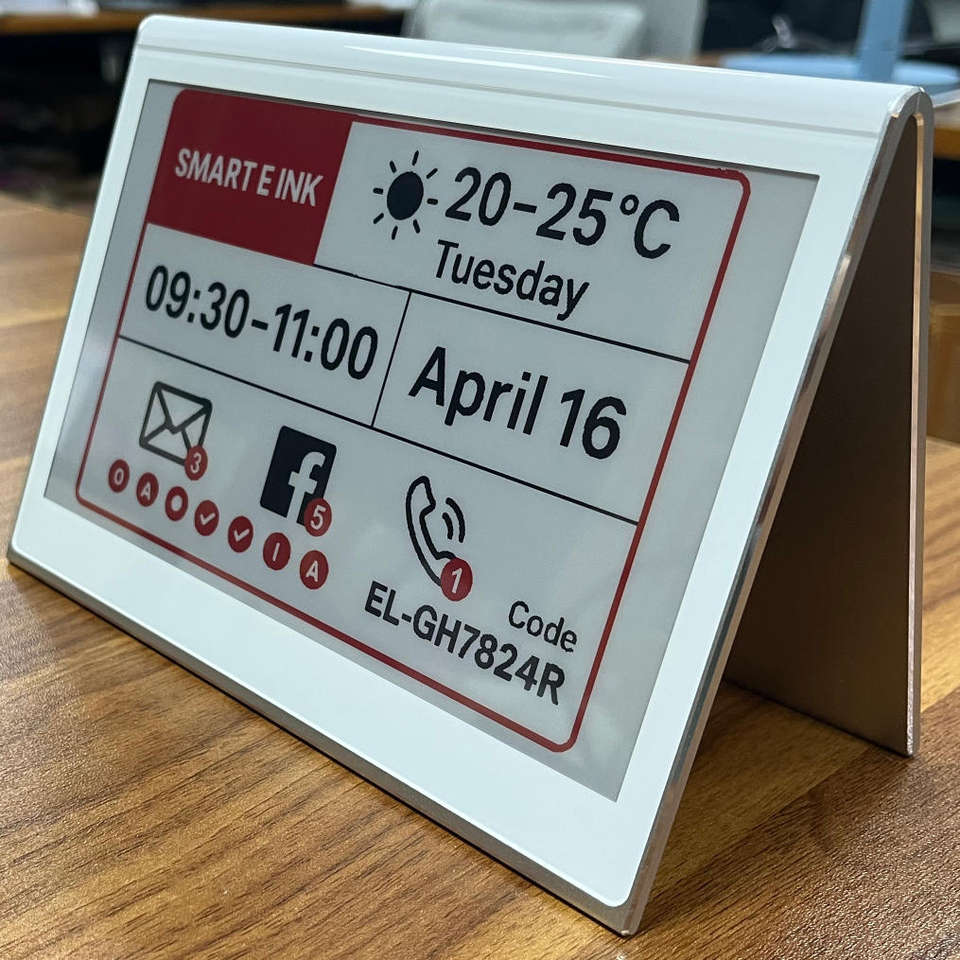 SMART E INK
20-25°C
Tuesday
09:30-11:00
April 16
3
f
5
1
O A I A
Code
EL-GH7824R